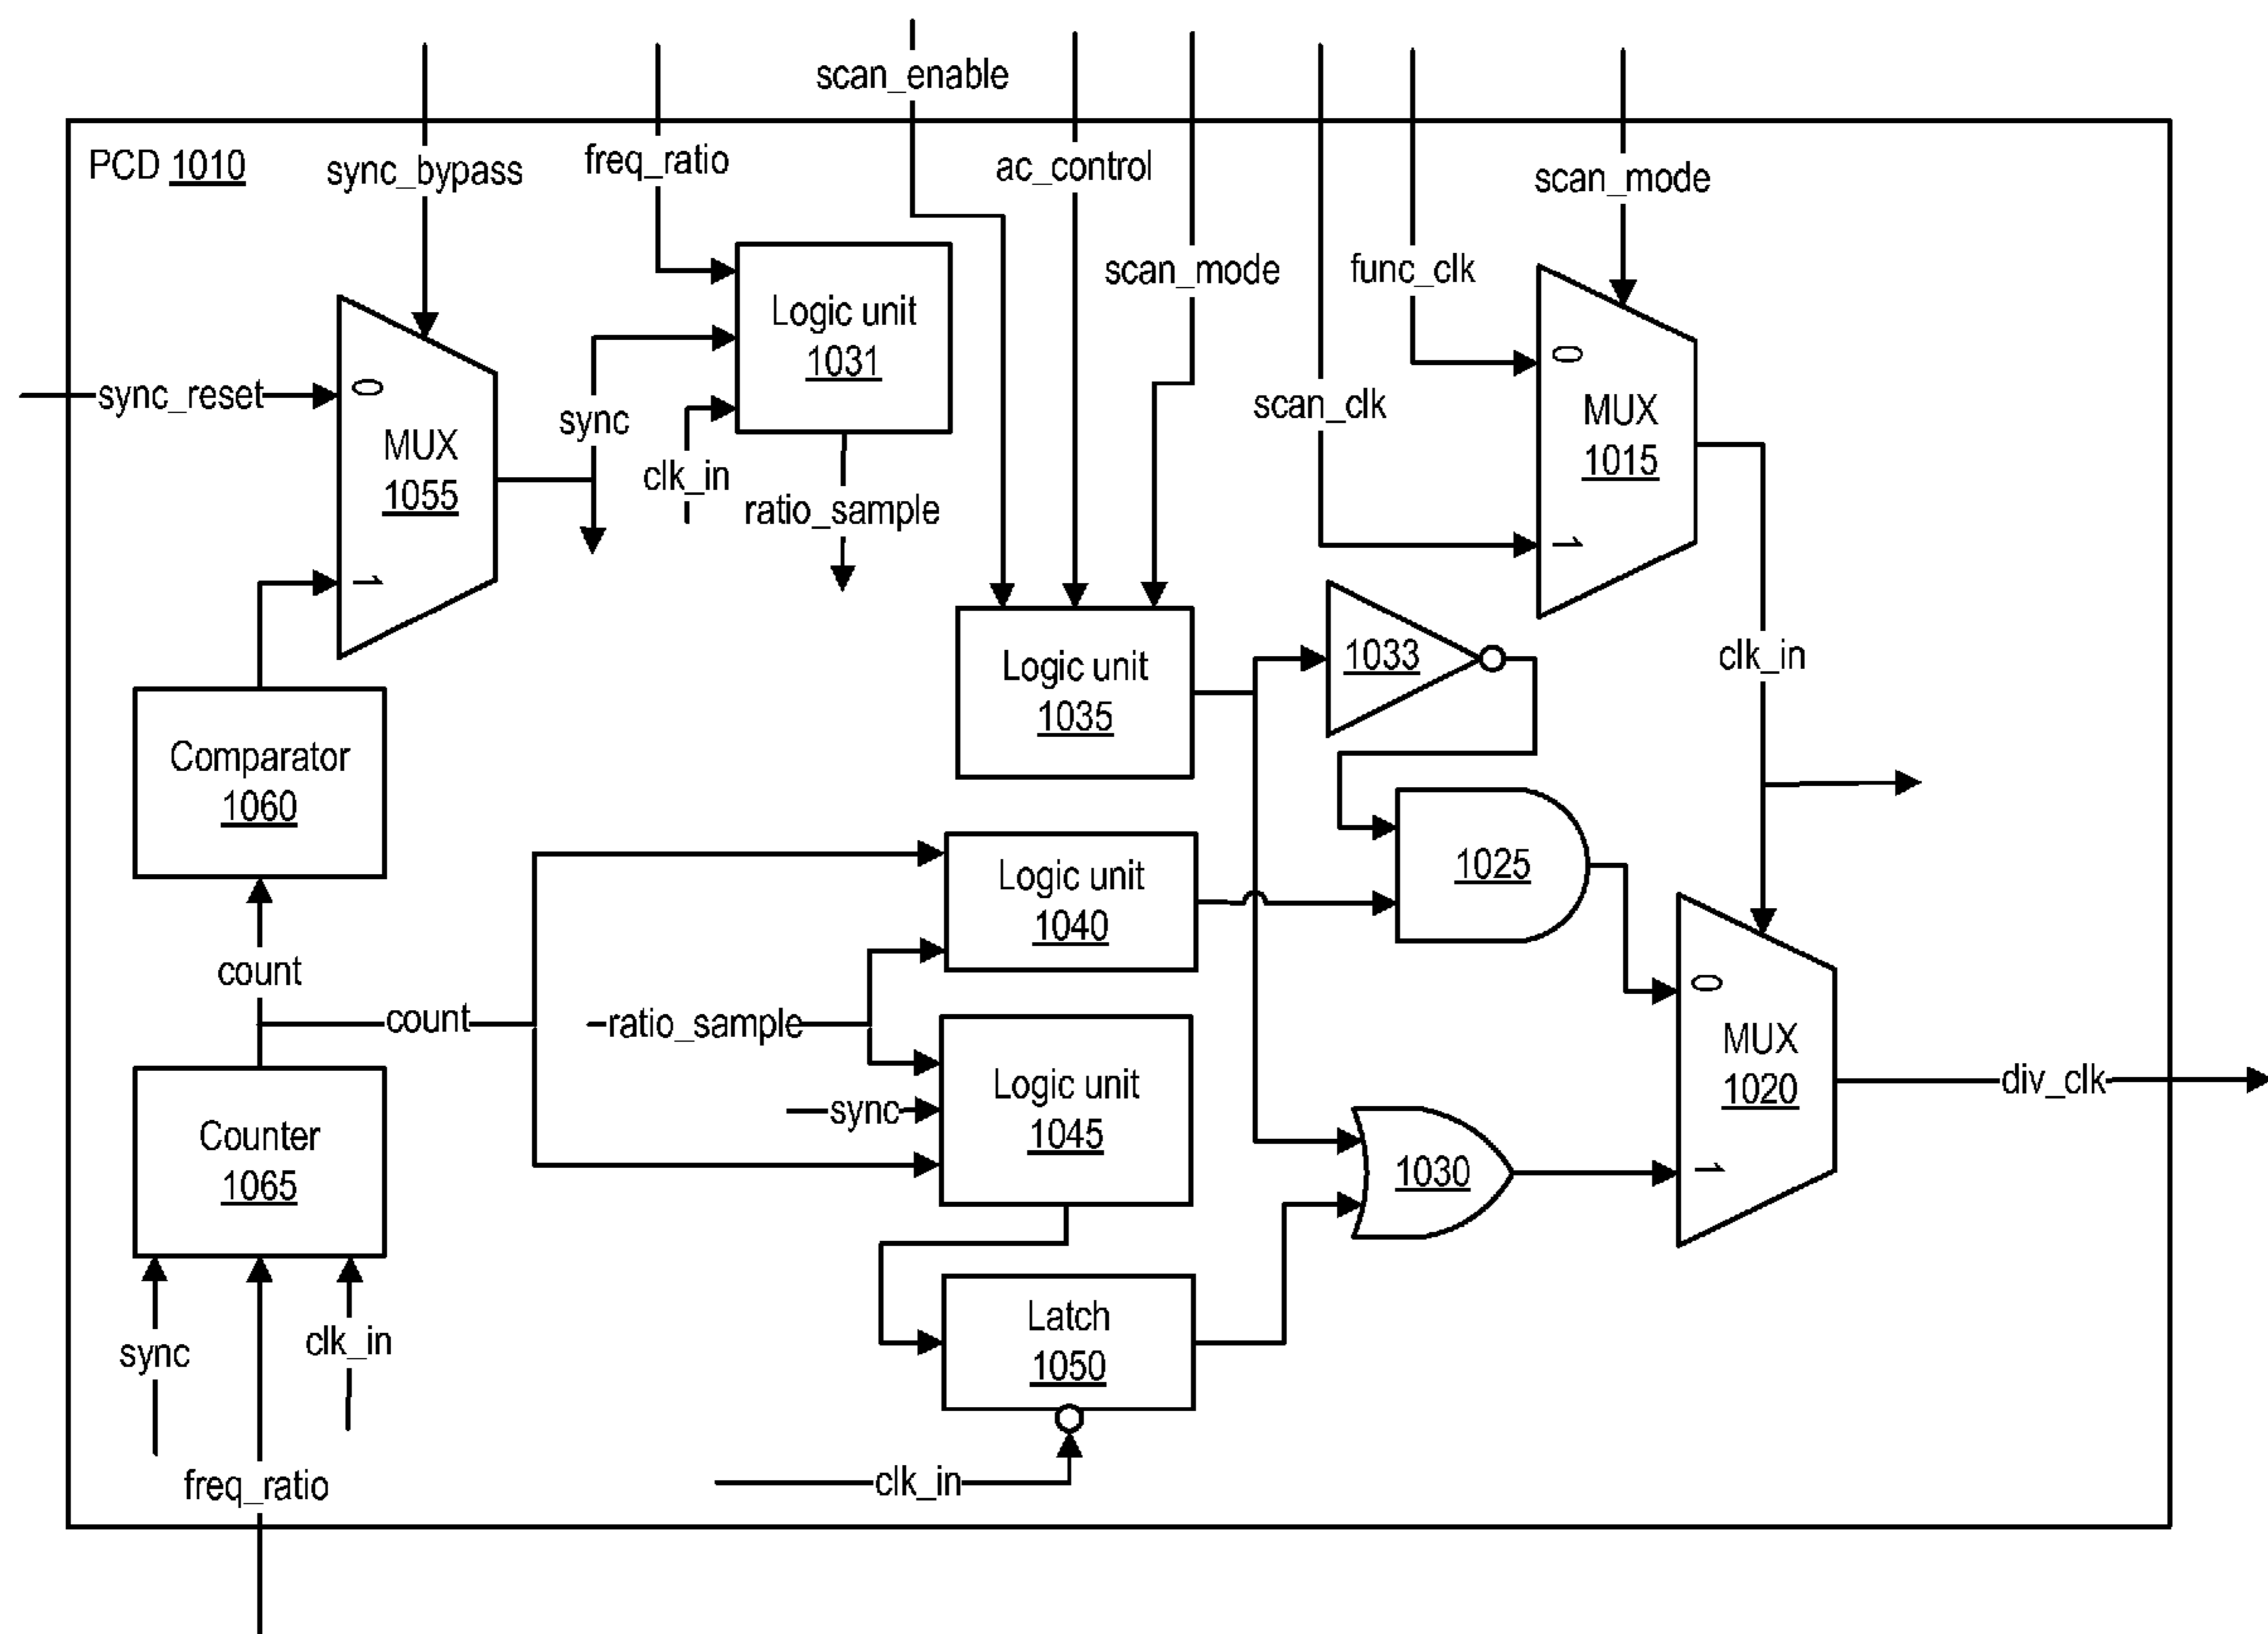 scan_enable
PCD 1010
sync_bypass
freq_ratio
ac_control
scan_mode
scan_mode
func_clk
Logic unit
1031
sync_reset
0
MUX
1055
1
sync
clk_in
ratio_sample
scan_clk
0
MUX
1015
1
clk_in
Logic unit
1035
1033
Comparator
1060
count
count
Logic unit
1040
1025
ratio_sample
sync
Logic unit
1045
0
MUX
1020
1
div_clk
Counter
1065
1030
sync
clk_in
freq_ratio
Latch
1050
clk_in